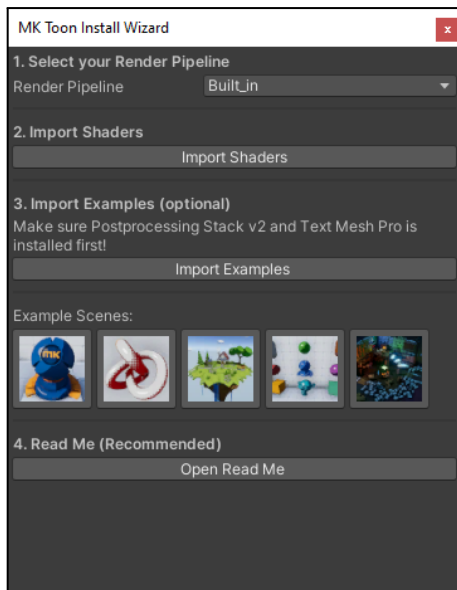 MK Toon Install Wizard
x
1. Select your Render Pipeline
Render Pipeline
Built_in
2. Import Shaders
Import Shaders
3. Import Examples (optional)
Make sure Postprocessing Stack v2 and Text Mesh Pro is
installed first!
Import Examples
Example Scenes:
MK
4. Read Me (Recommended)
Open Read Me